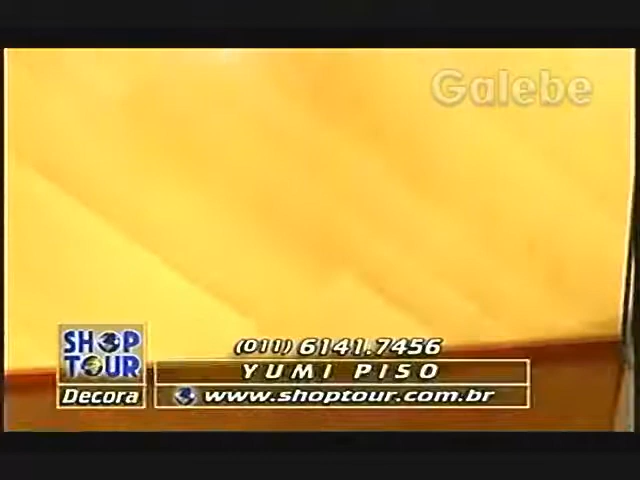 Galebe
SHOP
TOUR
Decora
(011) 6141.7456
YUMI PISO
www.shoptour.com.br